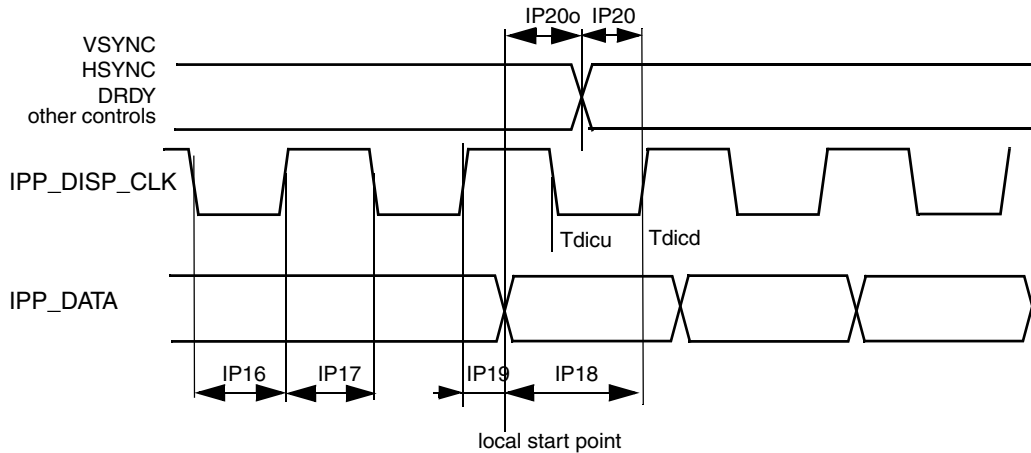 IP20o IP20
VSYNC
HSYNC
DRDY
other controls
IPP_DISP_CLK
Tdicu Tdicd
IPP_DATA
IP16 IP17 IP19 IP18
local start point